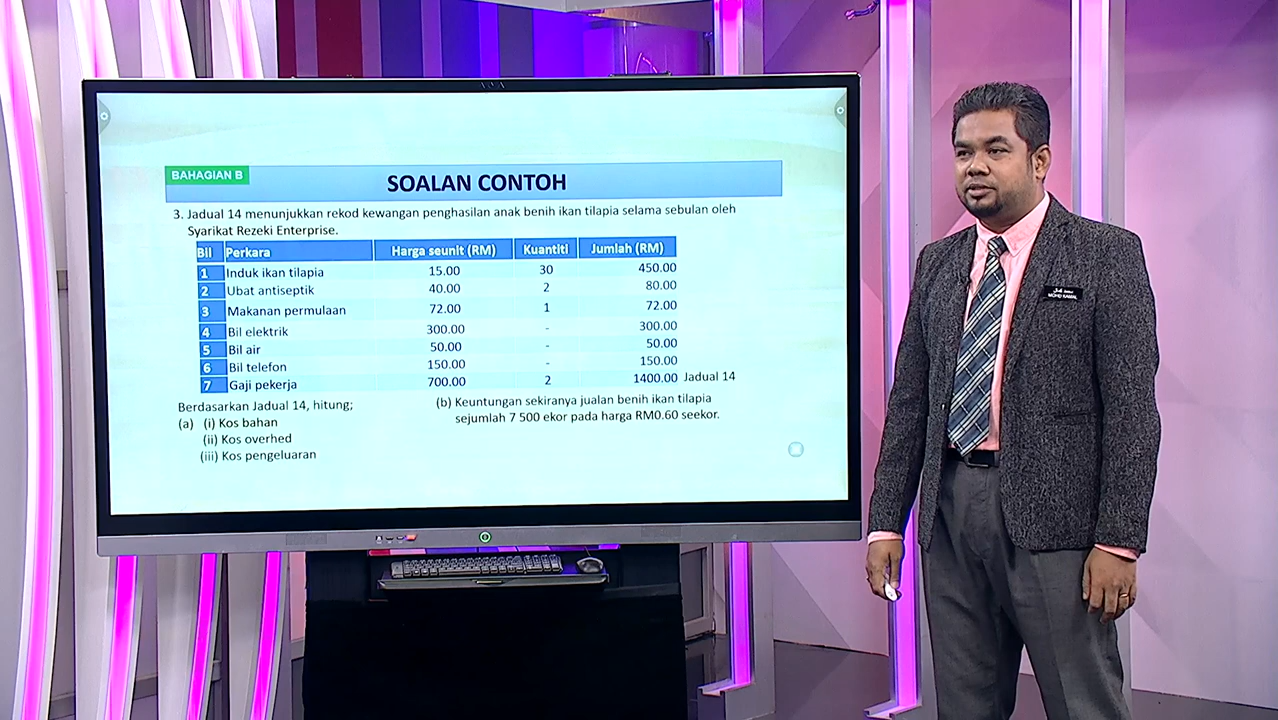 BAHAGIAN B
SOALAN CONTOH
3. Jadual 14 menunjukkan rekod kewangan penghasilan anak benih ikan tilapia selama sebulan oleh
Syarikat Rezeki Enterprise.
Bil Perkara Harga seunit (RM) Kuantiti Jumlah (RM)
1 Induk ikan tilapia 15.00 30 450.00
2 Ubat antiseptik 40.00 2 80.00
3 Makanan permulaan 72.00 1 72.00
4 Bil elektrik 300.00 - 300.00
5 Bil air 50.00 - 50.00
6 Bil telefon 150.00 - 150.00
7 Gaji pekerja 700.00 2 1400.00 Jadual 14
Berdasarkan Jadual 14, hitung;
(a) (i) Kos bahan
(ii) Kos overhed
(iii) Kos pengeluaran
(b) Keuntungan sekiranya jualan benih ikan tilapia
sejumlah 7 500 ekor pada harga RM0.60 seekor.
MOHD KAMAL